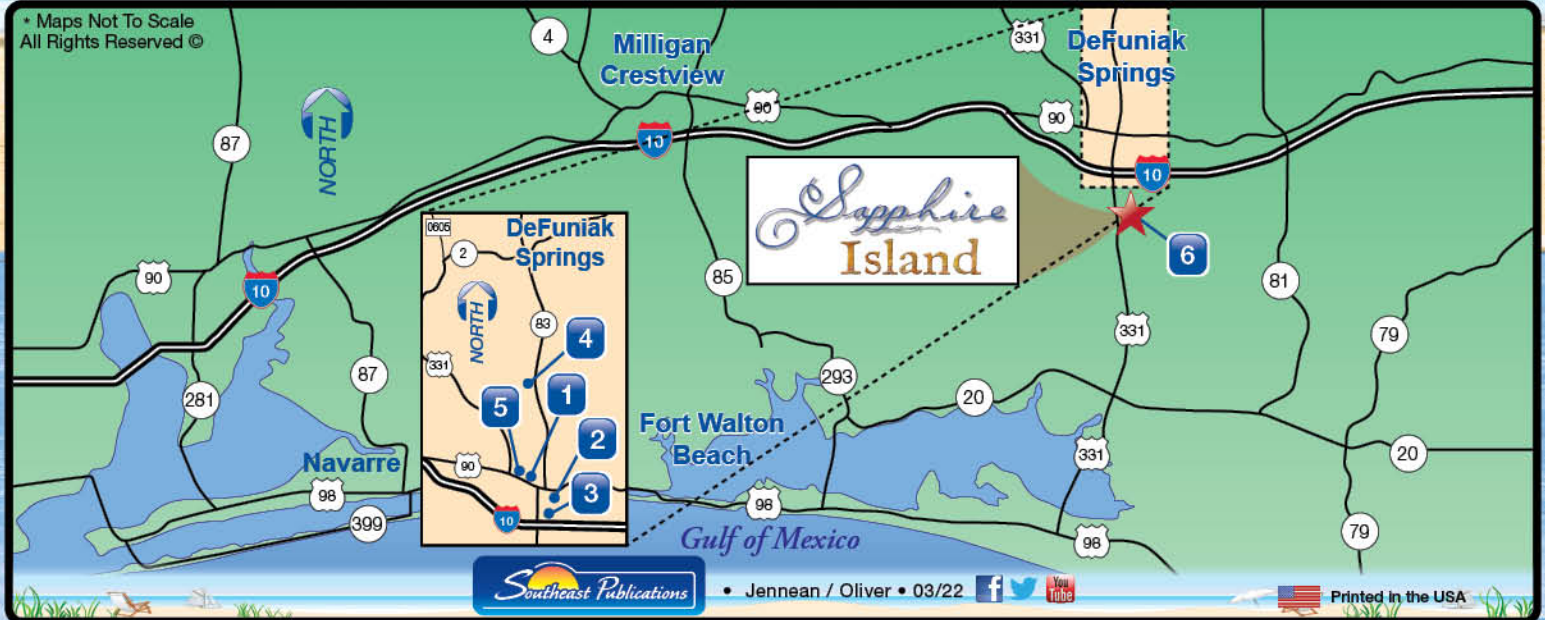 * Maps Not To Scale
All Rights Reserved ©
4
Milligan
Crestview
331
DeFuniak
Springs
90
90
87
NORTH
10
10
Sapphire
Island
6
90
10
85
81
331
79
87
281
293
20
Navarre
98
399
Fort Walton
Beach
331
20
98
98
79
Gulf of Mexico
0605
DeFuniak
Springs
2
NORTH
83
4
331
5
1
2
90
3
10
Southeast Publications
• Jennean / Oliver • 03/22
f
You
Tube
Printed in the USA